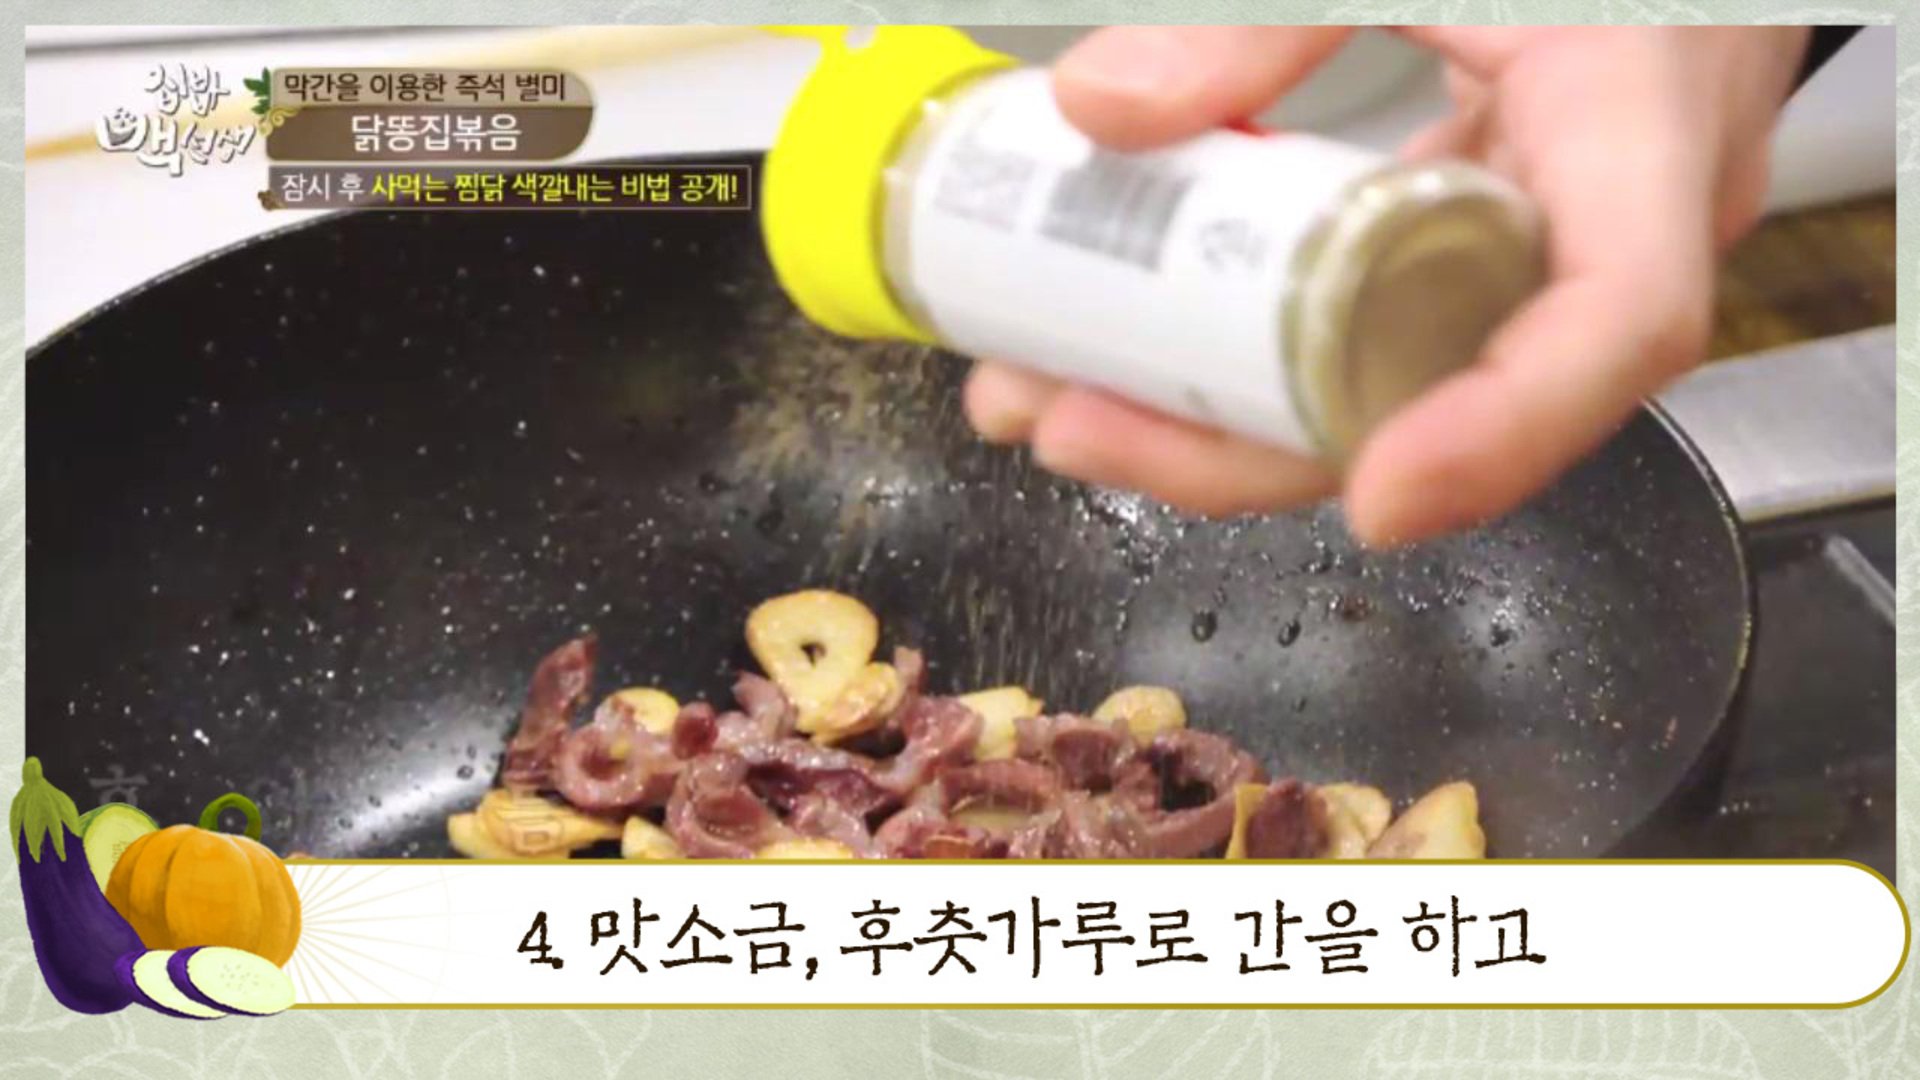 집밥
백선생
막간을 이용한 즉석 별미
닭똥집볶음
잠시 후 사먹는 찜닭 색깔내는 비법 공개!
4. 맛소금, 후춧가루로 간을 하고